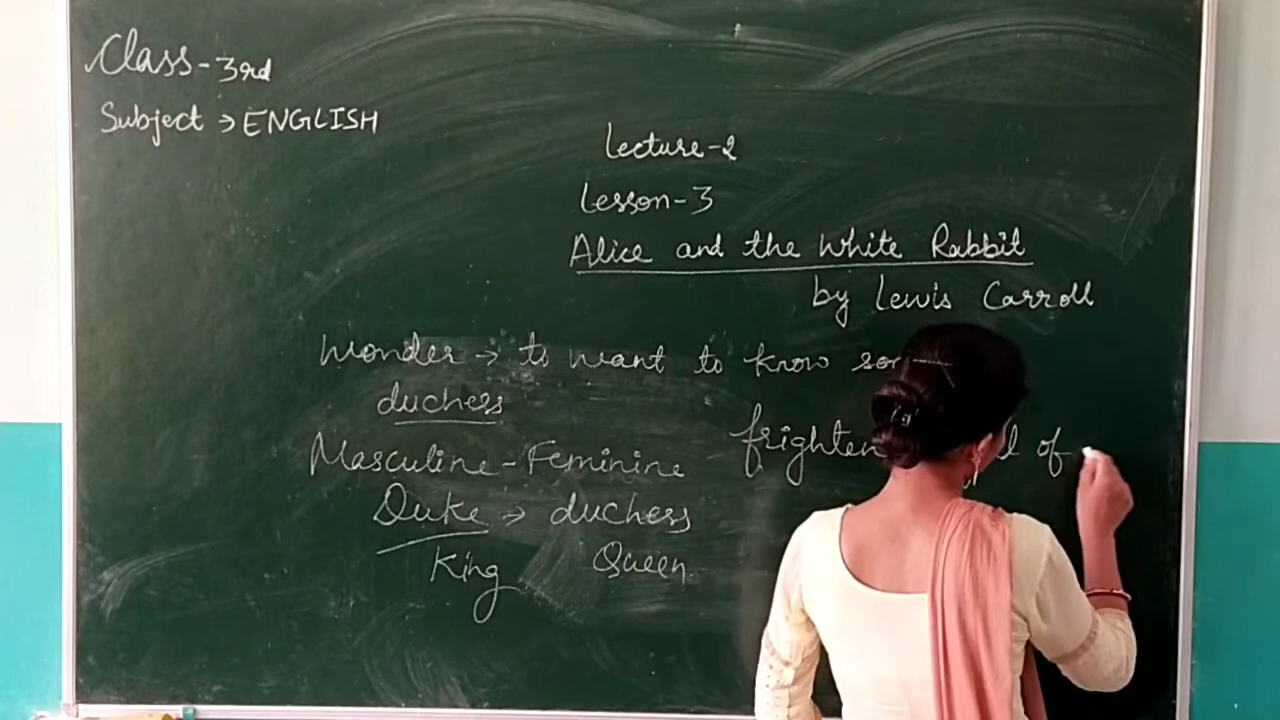 Class-3rd
Subject → ENGLISH
Lecture-2
Lesson-3
Alice and the White Rabbit
by Lewis Carroll
Wonder → to want to know
duchess
frighten of
Masculine-Feminine
Duke → duchess
King Queen